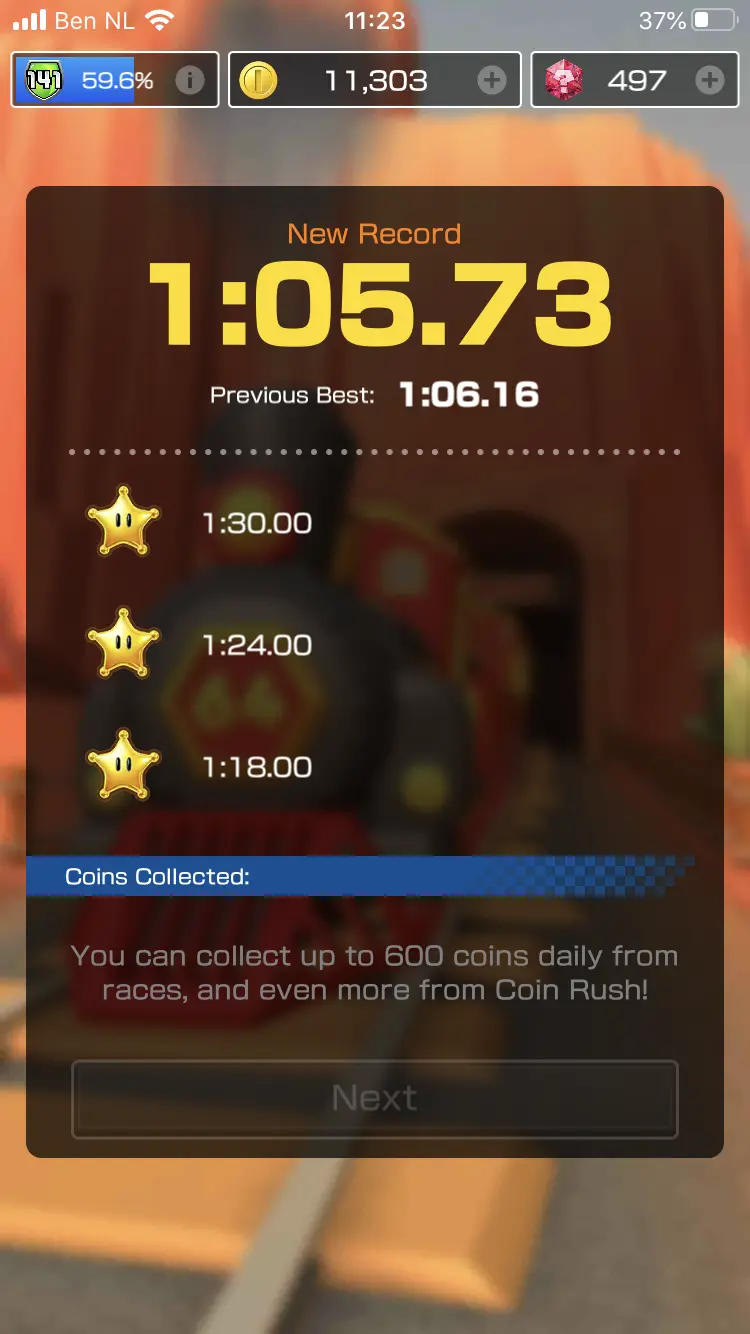 Ben NL 11:23 37%
141 59.6% i 11,303 + ? 497 +
New Record
1:05.73
Previous Best: 1:06.16
1:30.00
1:24.00
64
1:18.00
Coins Collected:
You can collect up to 600 coins daily from
races, and even more from Coin Rush!
Next